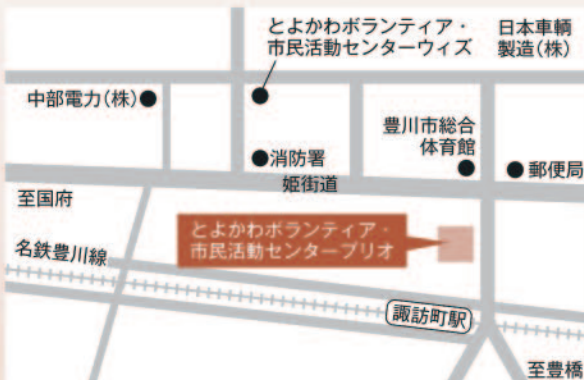 とよかわボランティア・
市民活動センターウィズ
日本車輌
製造(株)
中部電力(株)
豊川市総合
体育館
消防署
郵便局
姫街道
至国府
とよかわボランティア・
市民活動センタープリオ
名鉄豊川線
諏訪町駅
至豊橋